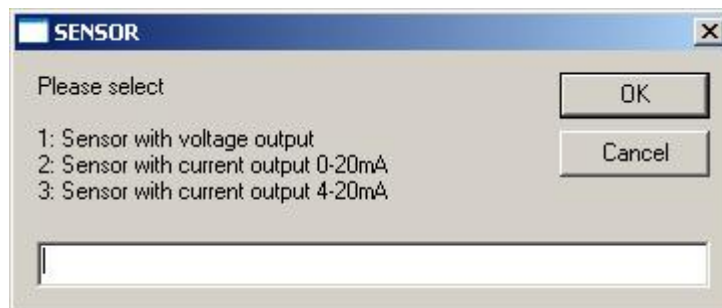 SENSOR
Please select
OK
1: Sensor with voltage output
2: Sensor with current output 0-20mA
3: Sensor with current output 4-20mA
Cancel